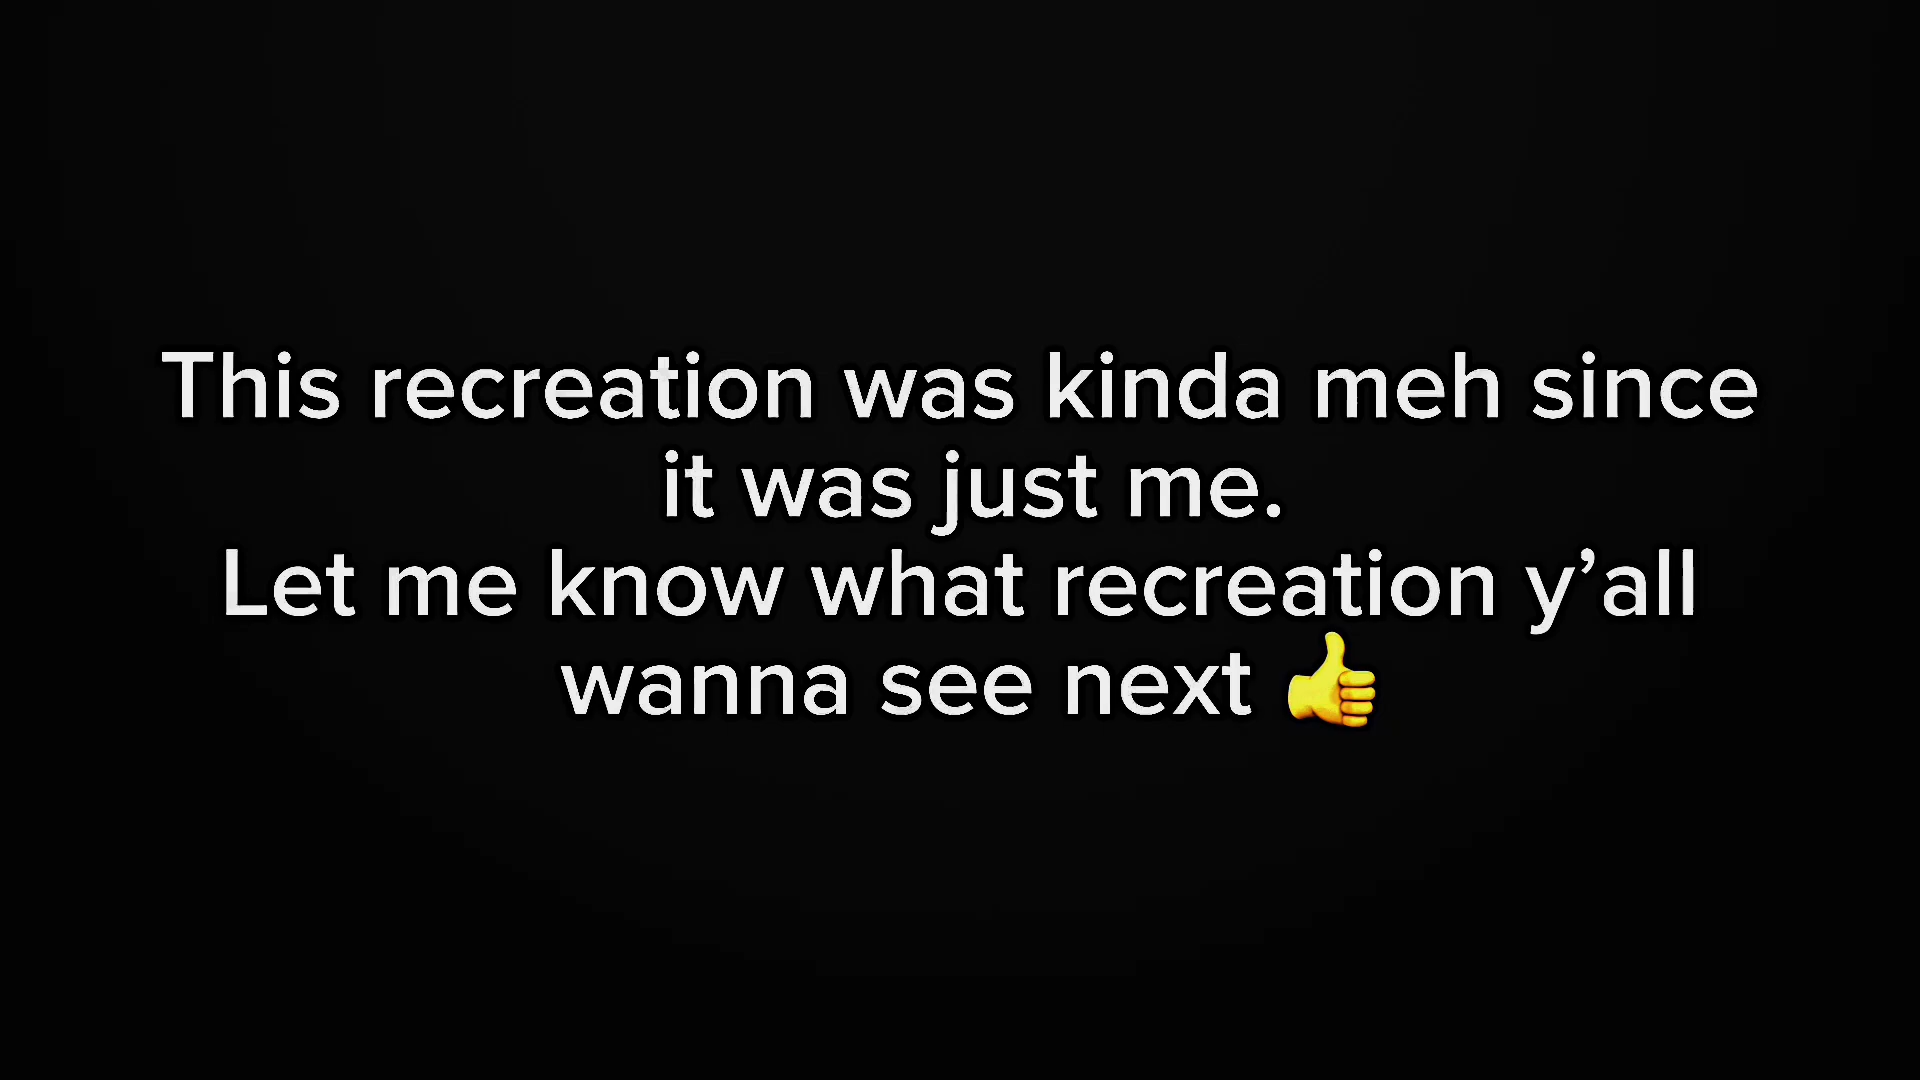 This recreation was kinda meh since
it was just me.
Let me know what recreation y’all
wanna see next 👍